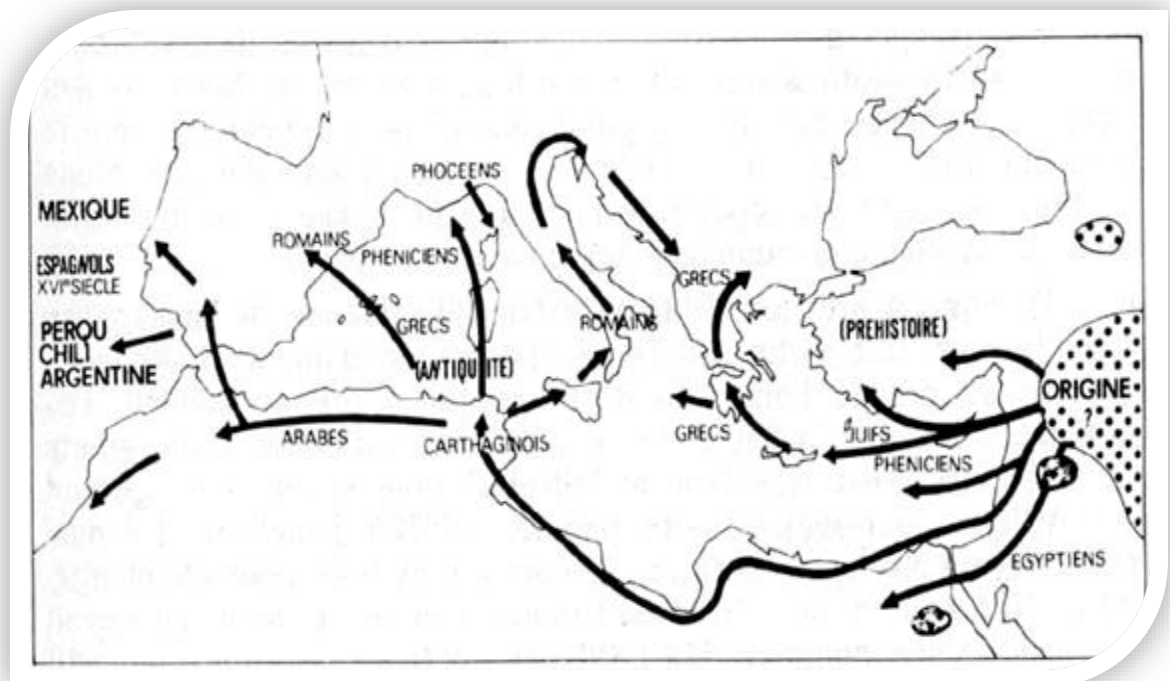 PHOCEENS
MEXIQUE
ROMAINS
PHENICIENS
ESPAGNOLS
XVIe SIECLE
GRECS
PEROU
CHILI
ARGENTINE
GRECS
ROMAINS
(ANTIQUITE)
(PREHISTOIRE)
ORIGINE
?
ARABES
CARTHAGINOIS
GRECS
JUIFS
PHENICIENS
EGYPTIENS